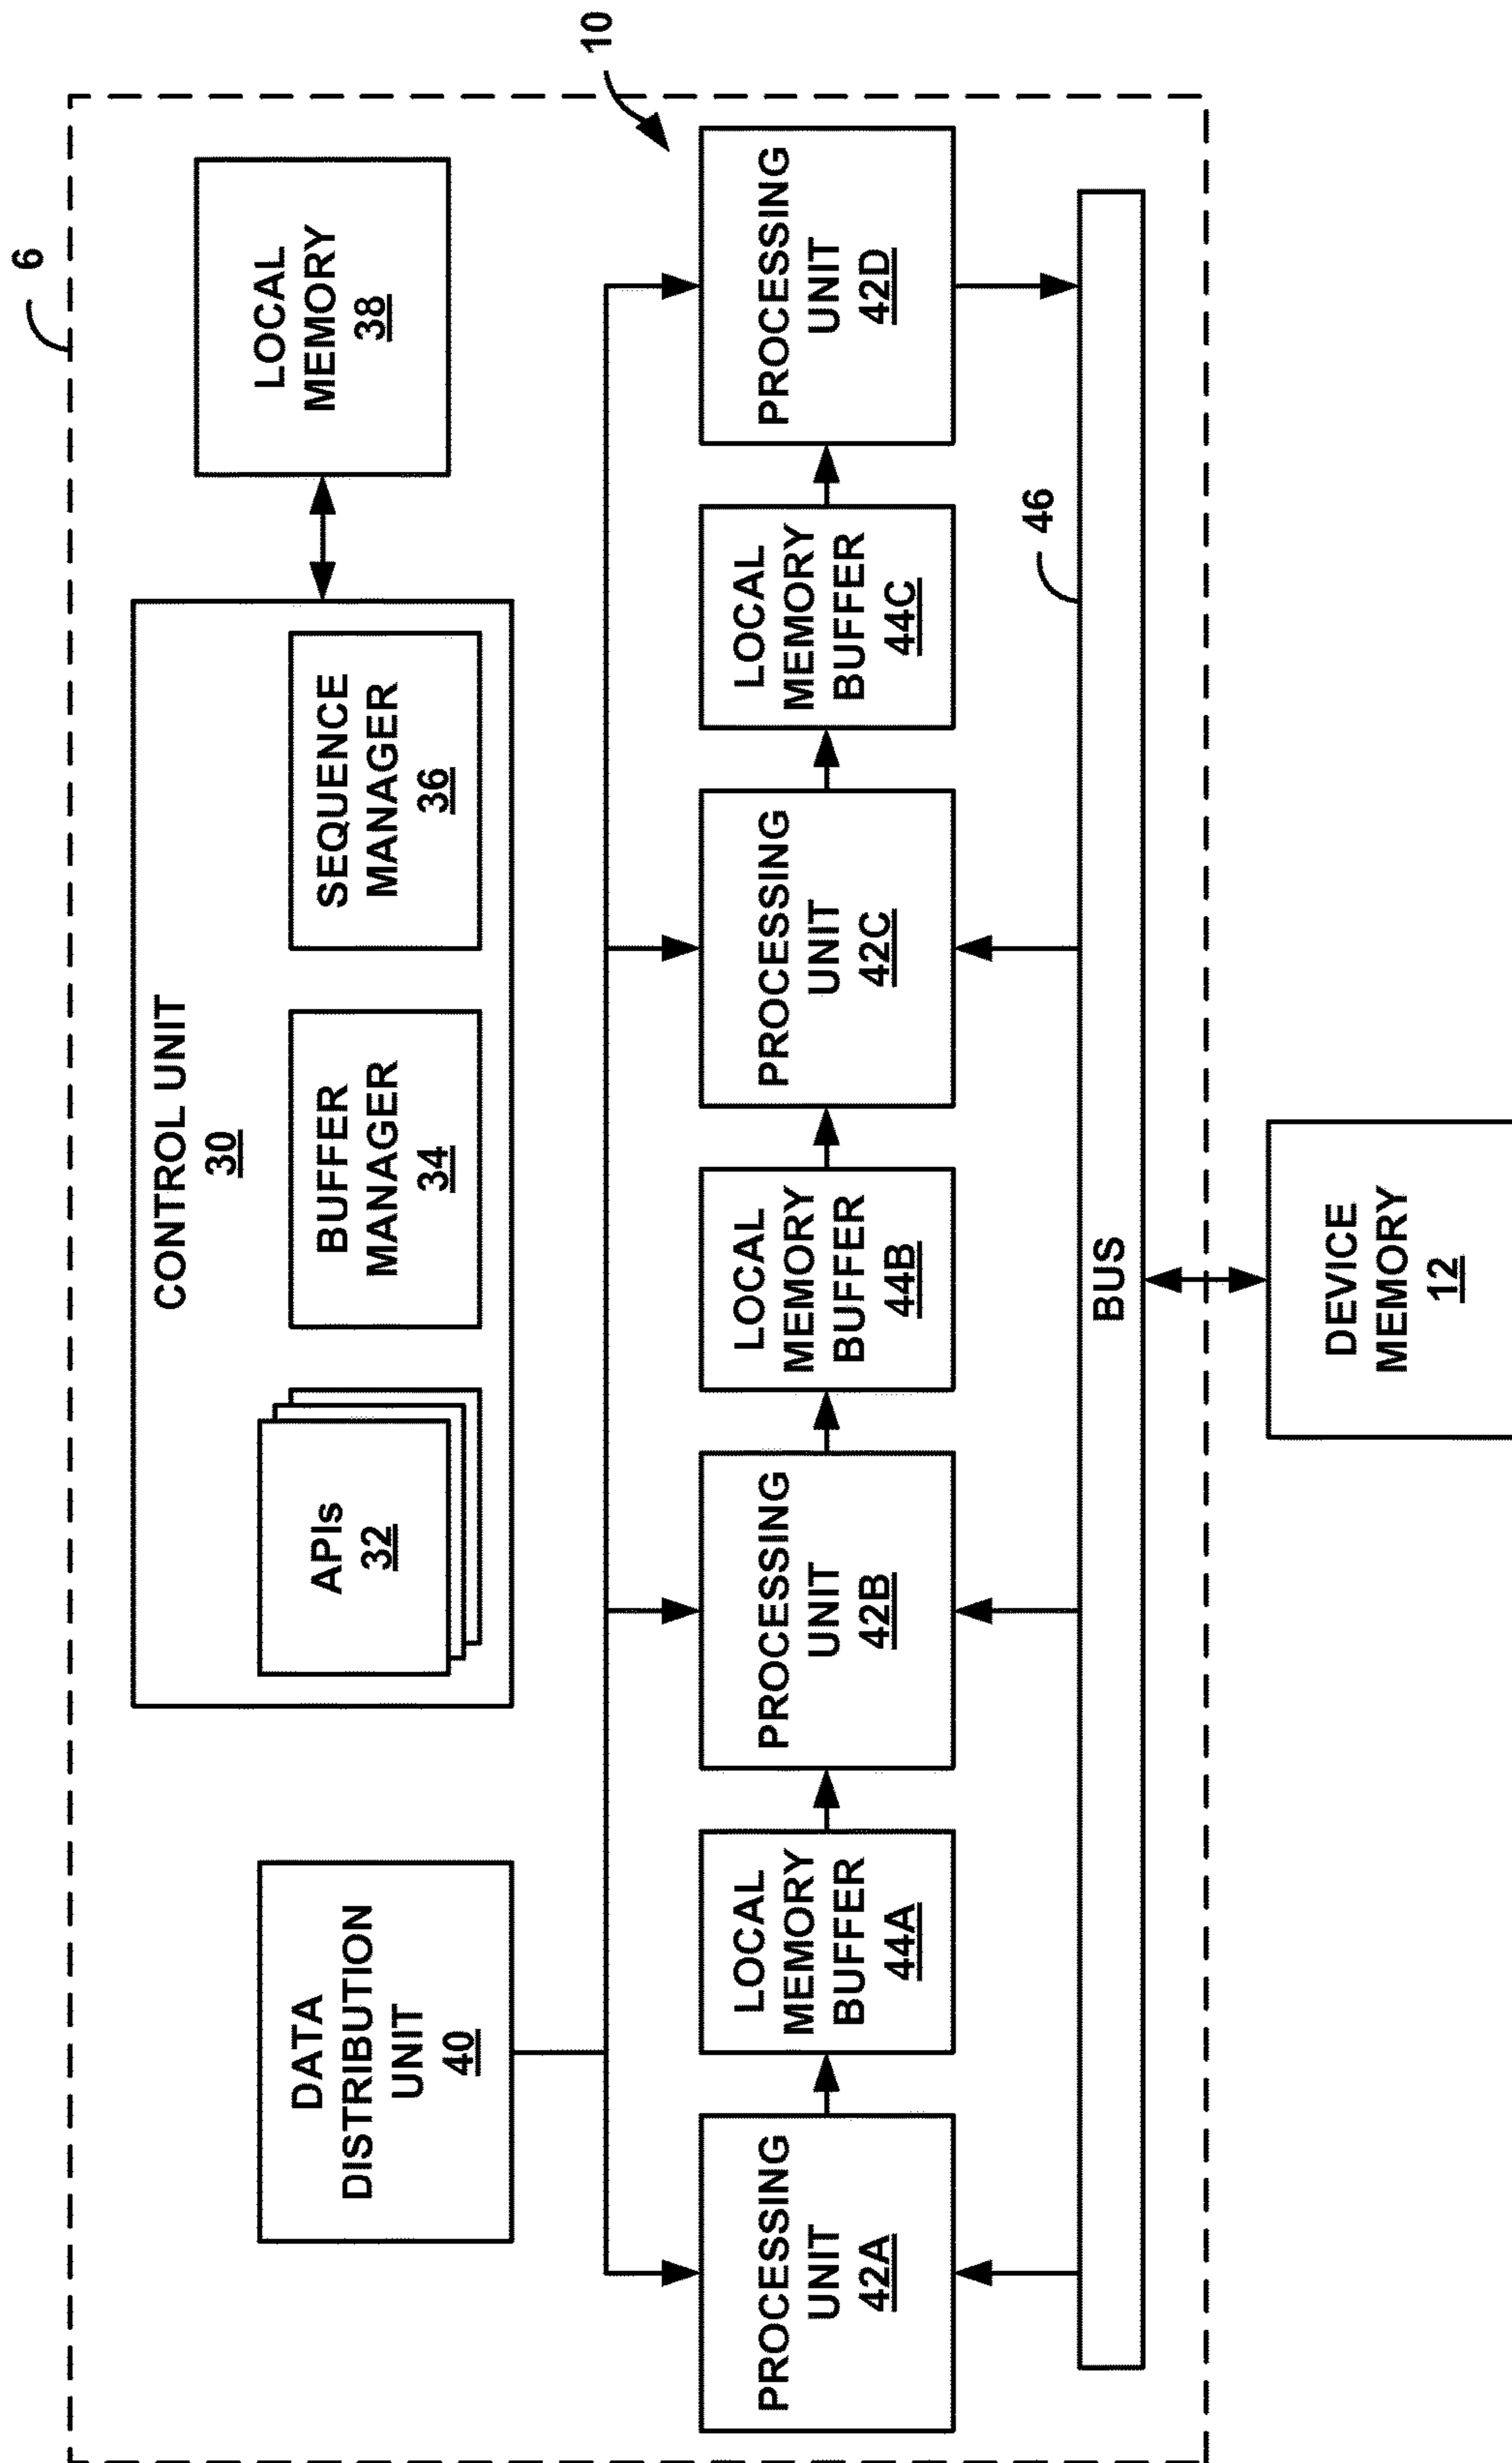 6
CONTROL UNIT
30
DATA
DISTRIBUTION
UNIT
40
APIs
32
BUFFER
MANAGER
34
SEQUENCE
MANAGER
36
LOCAL
MEMORY
38
10
PROCESSING
UNIT
42A
LOCAL
MEMORY
BUFFER
44A
PROCESSING
UNIT
42B
LOCAL
MEMORY
BUFFER
44B
PROCESSING
UNIT
42C
LOCAL
MEMORY
BUFFER
44C
PROCESSING
UNIT
42D
46
BUS
DEVICE
MEMORY
12